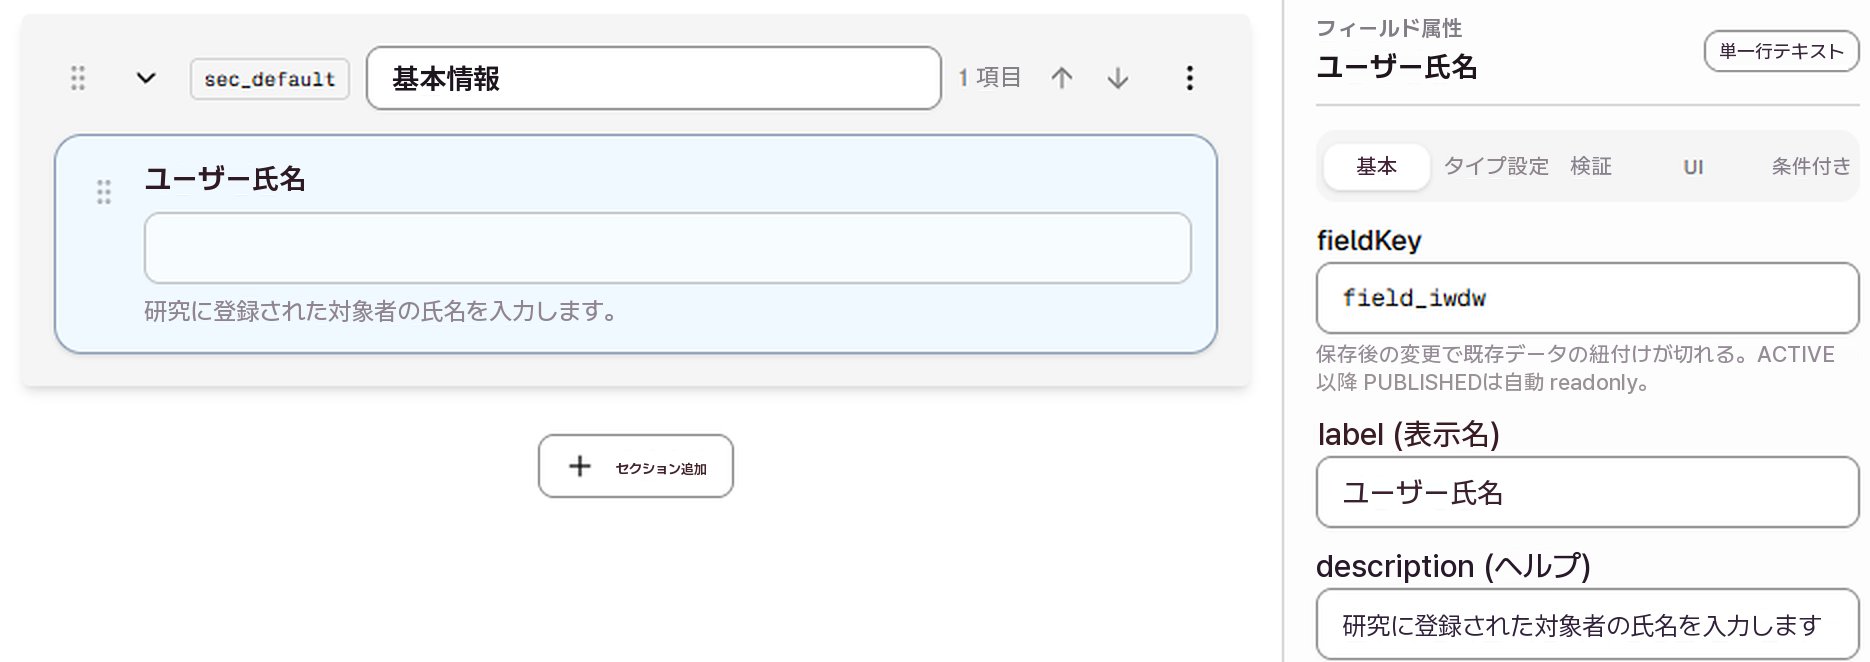 sec_default
基本情報
1 項目
ユーザー氏名
研究に登録された対象者の氏名を入力します。
セクション追加
フィールド属性
ユーザー氏名
単一行テキスト
基本 タイプ設定 検証 UI 条件付き
fieldKey
field_iwdw
保存後の変更で既存データの紐付けが切れる。ACTIVE
以降 PUBLISHEDは自動 readonly。
label (表示名)
ユーザー氏名
description (ヘルプ)
研究に登録された対象者の氏名を入力します